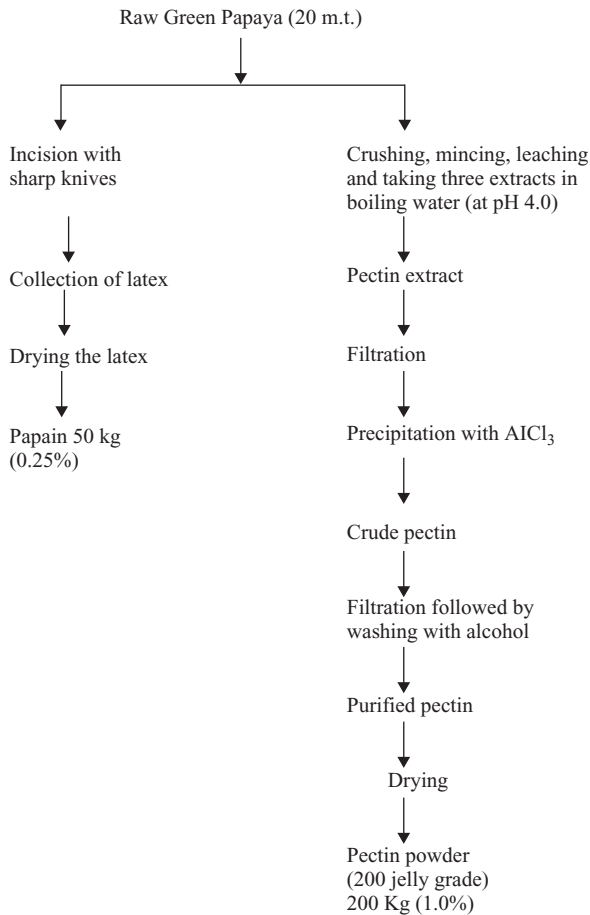 Raw Green Papaya (20 m.t.)
Incision with
sharp knives
Collection of latex
Drying the latex
Papain 50 kg
(0.25%)
Crushing, mincing, leaching
and taking three extracts in
boiling water (at pH 4.0)
Pectin extract
Filtration
Precipitation with AICl₃
Crude pectin
Filtration followed by
washing with alcohol
Purified pectin
Drying
Pectin powder
(200 jelly grade)
200 Kg (1.0%)